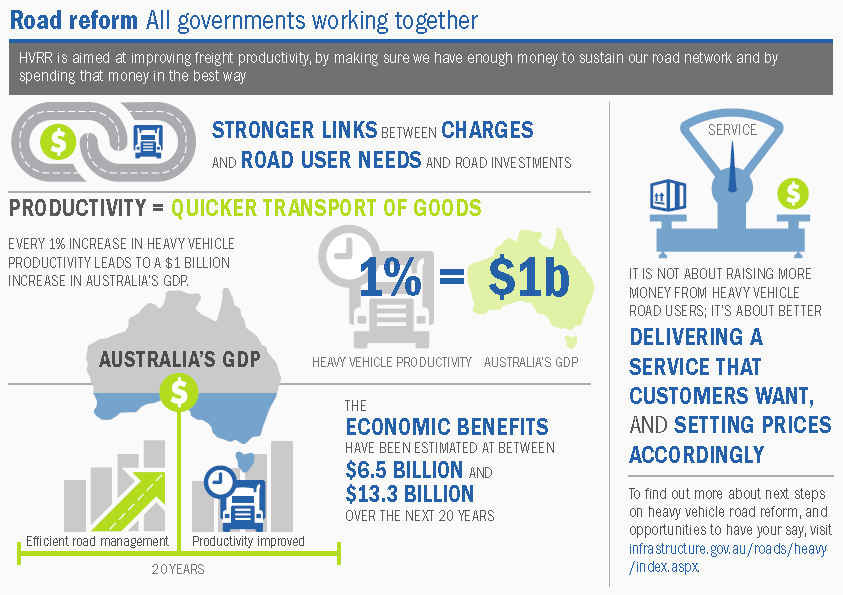 Road reform All governments working together
HVRR is aimed at improving freight productivity, by making sure we have enough money to sustain our road network and by
spending that money in the best way
$
STRONGER LINKS BETWEEN CHARGES
AND ROAD USER NEEDS AND ROAD INVESTMENTS
PRODUCTIVITY = QUICKER TRANSPORT OF GOODS
EVERY 1% INCREASE IN HEAVY VEHICLE
PRODUCTIVITY LEADS TO A $1 BILLION
INCREASE IN AUSTRALIA'S GDP.
1% = $1b
HEAVY VEHICLE PRODUCTIVITY AUSTRALIA'S GDP
AUSTRALIA'S GDP
$
Efficient road management
Productivity improved
20 YEARS
THE
ECONOMIC BENEFITS
HAVE BEEN ESTIMATED AT BETWEEN
$6.5 BILLION AND
$13.3 BILLION
OVER THE NEXT 20 YEARS
SERVICE
$
IT IS NOT ABOUT RAISING MORE
MONEY FROM HEAVY VEHICLE
ROAD USERS; IT'S ABOUT BETTER
DELIVERING A
SERVICE THAT
CUSTOMERS WANT,
AND SETTING PRICES
ACCORDINGLY
To find out more about next steps
on heavy vehicle road reform, and
opportunities to have your say, visit
infrastructure.gov.au/roads/heavy
/index.aspx.